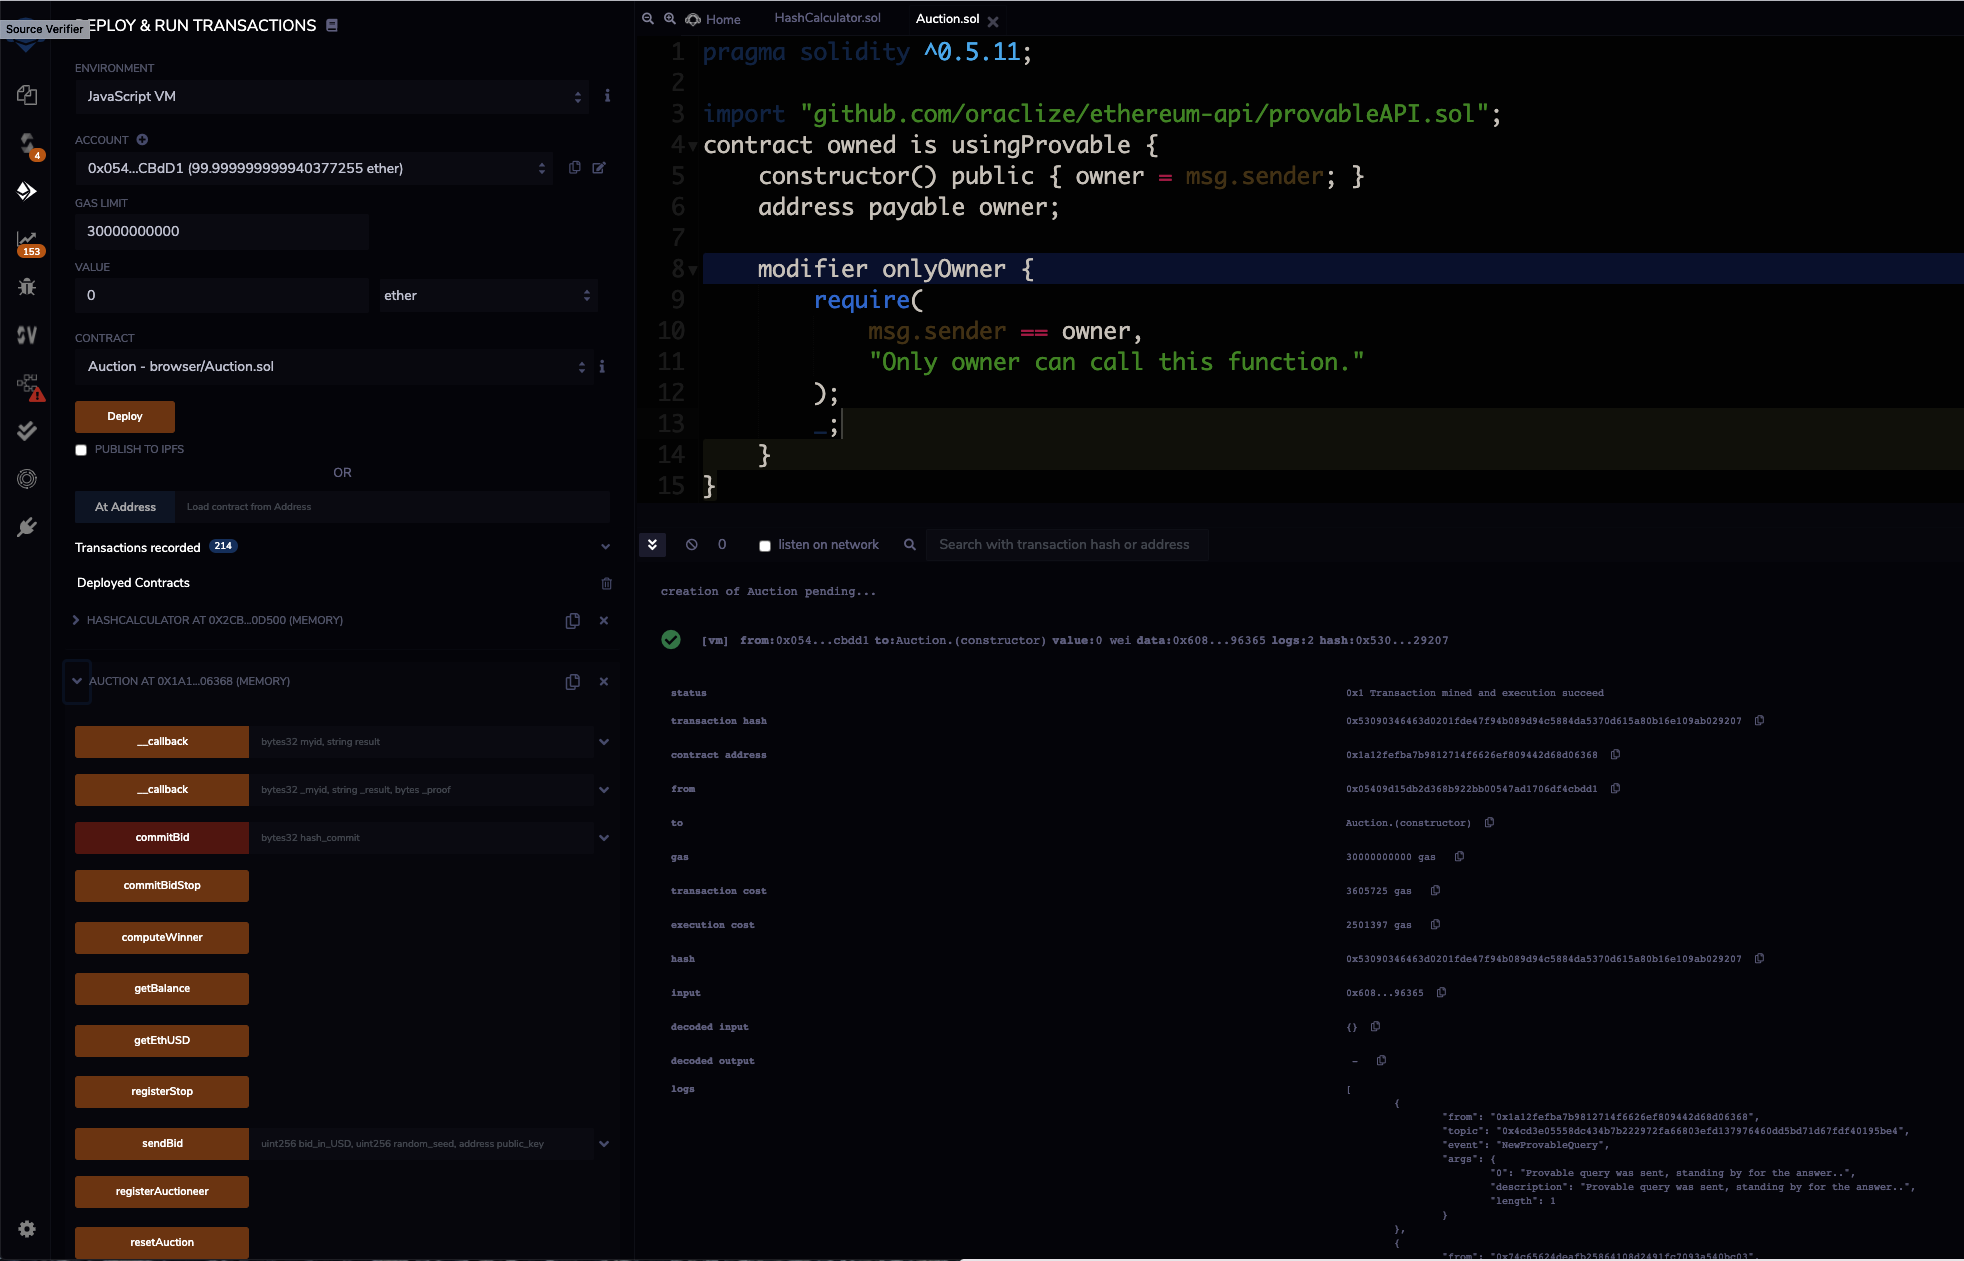 Source Verifier
DEPLOY & RUN TRANSACTIONS
ENVIRONMENT
JavaScript VM
ACCOUNT
0x054...CBdD1 (99.999999999940377255 ether)
GAS LIMIT
30000000000
VALUE
0
ether
CONTRACT
Auction - browser/Auction.sol
Deploy
PUBLISH TO IPFS
OR
At Address
Load contract from Address
Transactions recorded 214
Deployed Contracts
HASHCALCULATOR AT 0X2CB...0D500 (MEMORY)
AUCTION AT 0X1A1...06368 (MEMORY)
__callback bytes32 myid, string result
__callback bytes32 _myid, string _result, bytes _proof
commitBid bytes32 hash_commit
commitBidStop
computeWinner
getBalance
getEthUSD
registerStop
sendBid uint256 bid_in_USD, uint256 random_seed, address public_key
registerAuctioneer
resetAuction
4
153
Home HashCalculator.sol Auction.sol
1 pragma solidity ^0.5.11;
2
3 import "github.com/oraclize/ethereum-api/provableAPI.sol";
4 contract owned is usingProvable {
5 constructor() public { owner = msg.sender; }
6 address payable owner;
7
8 modifier onlyOwner {
9 require(
10 msg.sender == owner,
11 "Only owner can call this function."
12 );
13 _;
14 }
15 }
0 listen on network Search with transaction hash or address
creation of Auction pending...
[vm] from:0x054...cbdd1 to:Auction.(constructor) value:0 wei data:0x608...96365 logs:2 hash:0x530...29207
status 0x1 Transaction mined and execution succeed
transaction hash 0x53090346463d0201fde47f94b089d94c5884da5370d615a80b16e109ab029207
contract address 0x1a12fefba7b9812714f6626ef809442d68d06368
from 0x05409d15db2d368b922bb00547ad1706df4cbdd1
to Auction.(constructor)
gas 30000000000 gas
transaction cost 3605725 gas
execution cost 2501397 gas
hash 0x53090346463d0201fde47f94b089d94c5884da5370d615a80b16e109ab029207
input 0x608...96365
decoded input {}
decoded output -
logs [
{
"from": "0x1a12fefba7b9812714f6626ef809442d68d06368",
"topic": "0x4cd3e05558dc434b7b222972fa66803efd137976460dd5bd71d67fdf40195be4",
"event": "NewProvableQuery",
"args": {
"0": "Provable query was sent, standing by for the answer..",
"description": "Provable query was sent, standing by for the answer..",
"length": 1
}
},
{
"from": "0x74c65624deafb25864108d2491fc7093a540bc03",